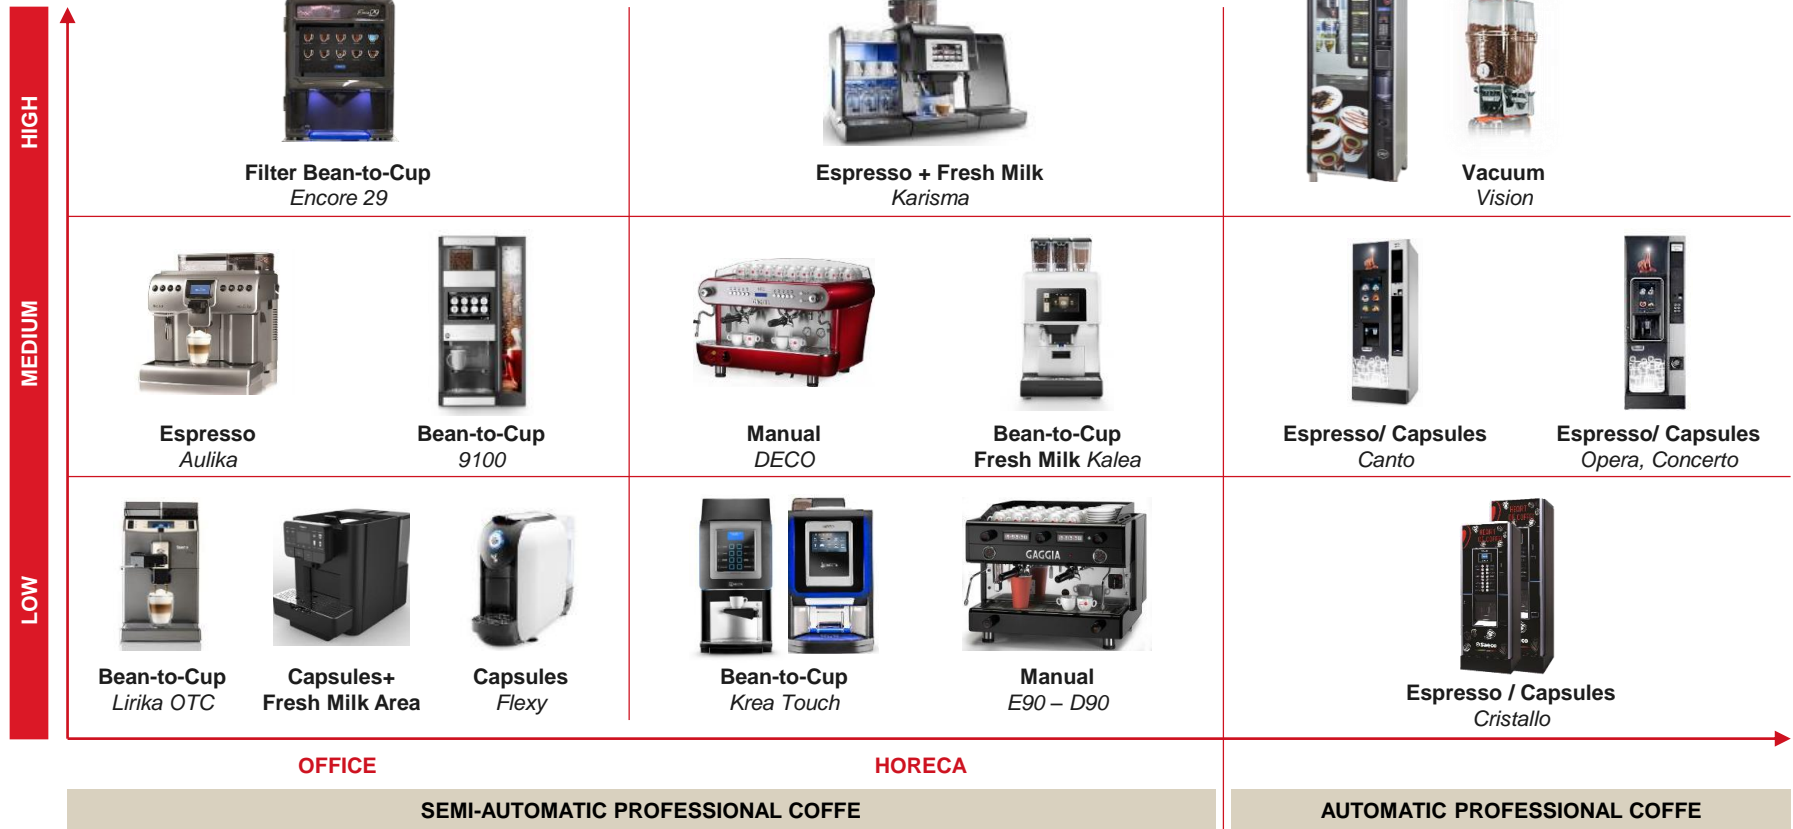 HIGH
Filter Bean-to-Cup
Encore 29
Espresso + Fresh Milk
Karisma
Vacuum
Vision
MEDIUM
Espresso
Aulika
Bean-to-Cup
9100
Manual
DECO
Bean-to-Cup
Fresh Milk Kalea
Espresso/ Capsules
Canto
Espresso/ Capsules
Opera, Concerto
LOW
GAGGIA
Saeco
Bean-to-Cup
Lirika OTC
Capsules+
Fresh Milk Area
Capsules
Flexy
Bean-to-Cup
Krea Touch
Manual
E90 – D90
Espresso / Capsules
Cristallo
OFFICE
HORECA
SEMI-AUTOMATIC PROFESSIONAL COFFE
AUTOMATIC PROFESSIONAL COFFE